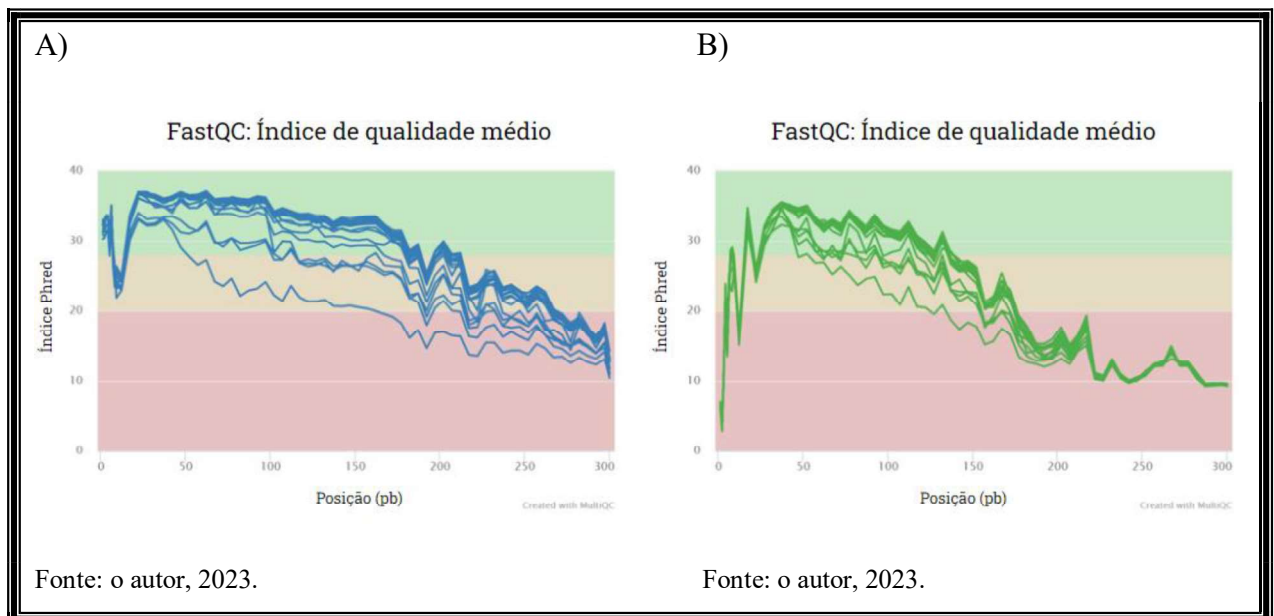 A)
FastQC: Índice de qualidade médio
40
30
20
10
0
Índice Phred
0 50 100 150 200 250 300
Posição (pb)
Created with MultiQC
Fonte: o autor, 2023.
B)
FastQC: Índice de qualidade médio
40
30
20
10
0
Índice Phred
0 50 100 150 200 250 300
Posição (pb)
Created with MultiQC
Fonte: o autor, 2023.